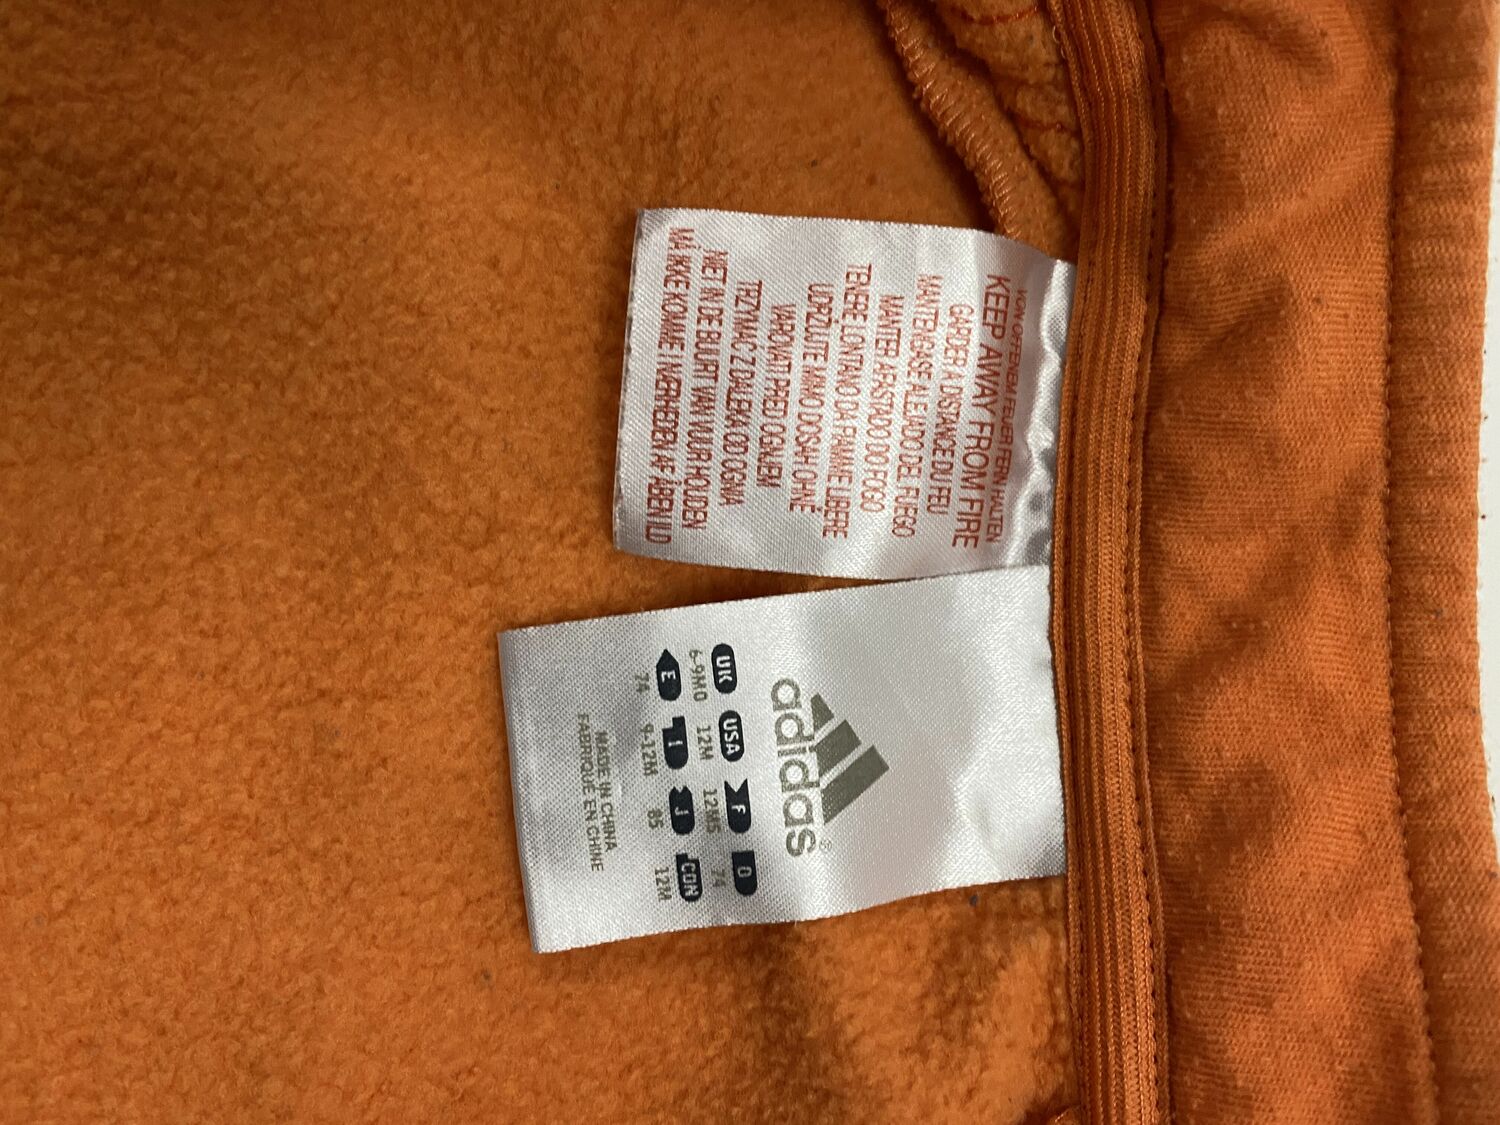 VON OFFENEM FEUER FERN HALTEN
KEEP AWAY FROM FIRE
GARDER A DISTANCE DU FEU
MANTENGASE ALEJADO DE FUEGO
MANTER AFASTADO DO FOGO
TENERE LONTANO DA FIAMME LIBERE
UDRŽUJTE MIMO DOSAH OHNĚ
VAROVAT PŘED OGNJEM
TRZYMAĆ Z DALEKA OD OGNIA
NIET IN DE BUURT VAN VUUR HOUDEN
MÅ IKKE KOMME I NÆRHEDEN AF ÅBEN ILD
adidas®
UK USA F D
6-9MO 12M 12MS 74
E I J CDN
74 9-12M 85 12M
MADE IN CHINA
FABRIQUÉ EN CHINE